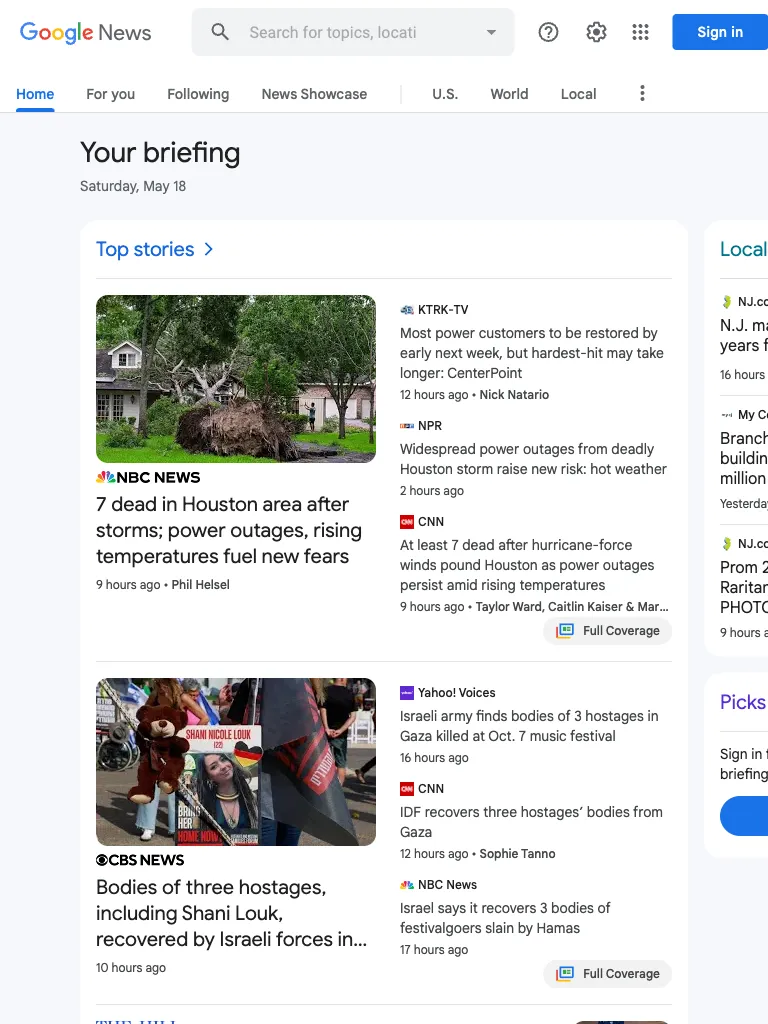 Google News
Search for topics, locati
Sign in
Home
For you
Following
News Showcase
U.S.
World
Local
Your briefing
Saturday, May 18
Top stories
NBC NEWS
7 dead in Houston area after
storms; power outages, rising
temperatures fuel new fears
9 hours ago • Phil Helsel
KTRK-TV
Most power customers to be restored by
early next week, but hardest-hit may take
longer: CenterPoint
12 hours ago • Nick Natario
NPR
Widespread power outages from deadly
Houston storm raise new risk: hot weather
2 hours ago
CNN
At least 7 dead after hurricane-force
winds pound Houston as power outages
persist amid rising temperatures
9 hours ago • Taylor Ward, Caitlin Kaiser & Mar...
Full Coverage
SHANI NICOLE LOUK
(22)
BRING
HER
HOME NOW!
CBS NEWS
Bodies of three hostages,
including Shani Louk,
recovered by Israeli forces in...
10 hours ago
Yahoo! Voices
Israeli army finds bodies of 3 hostages in
Gaza killed at Oct. 7 music festival
16 hours ago
CNN
IDF recovers three hostages’ bodies from
Gaza
12 hours ago • Sophie Tanno
NBC News
Israel says it recovers 3 bodies of
festivalgoers slain by Hamas
17 hours ago
Full Coverage
THE HILL
Local
NJ.co
N.J. ma
years f
16 hours
My Ce
Branch
buildin
million
Yesterday
NJ.co
Prom 2
Raritan
PHOTO
9 hours a
Picks
Sign in f
briefing